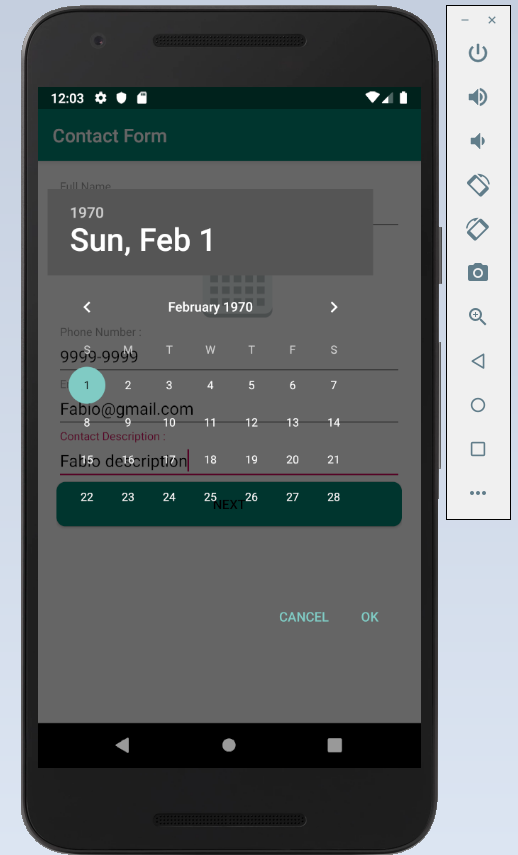 12:03
Contact Form
Full Name
1970
Sun, Feb 1
February 1970
Phone Number :
S M T W T F S
9999-9999
1 2 3 4 5 6 7
Fabio@gmail.com
8 9 10 11 12 13 14
Contact Description :
Fabio description
15 16 17 18 19 20 21
22 23 24 25 26 27 28
NEXT
CANCEL OK